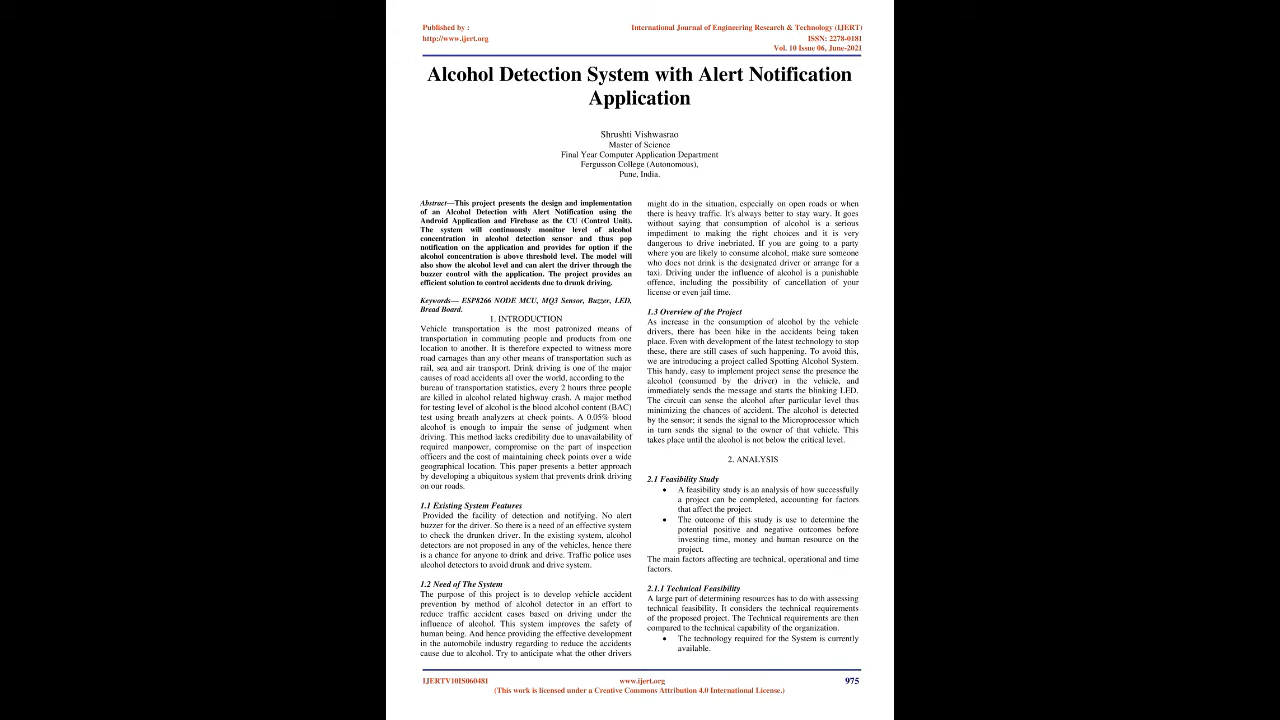 Published by :
http://www.ijert.org
International Journal of Engineering Research & Technology (IJERT)
ISSN: 2278-0181
Vol. 10 Issue 06, June-2021
Alcohol Detection System with Alert Notification
Application
Shrushti Vishwasrao
Master of Science
Final Year Computer Application Department
Fergusson College (Autonomous),
Pune, India.
Abstract—This project presents the design and implementation
of an Alcohol Detection with Alert Notification using the
Android Application and Firebase as the CU (Control Unit).
The system will continuously monitor level of alcohol
concentration in alcohol detection sensor and thus pop
notification on the application and provides for option if the
alcohol concentration is above threshold level. The model will
also show the alcohol level and can alert the driver through the
buzzer control with the application. The project provides an
efficient solution to control accidents due to drunk driving.
Keywords— ESP8266 NODE MCU, MQ3 Sensor, Buzzer, LED,
Bread Board.
1. INTRODUCTION
Vehicle transportation is the most patronized means of
transportation in commuting people and products from one
location to another. It is therefore expected to witness more
road carnages than any other means of transportation such as
rail, sea and air transport. Drink driving is one of the major
causes of road accidents all over the world, according to the
bureau of transportation statistics, every 2 hours three people
are killed in alcohol related highway crash. A major method
for testing level of alcohol is the blood alcohol content (BAC)
test using breath analyzers at check points. A 0.05% blood
alcohol is enough to impair the sense of judgment when
driving. This method lacks credibility due to unavailability of
required manpower, compromise on the part of inspection
officers and the cost of maintaining check points over a wide
geographical location. This paper presents a better approach
by developing a ubiquitous system that prevents drink driving
on our roads.
1.1 Existing System Features
Provided the facility of detection and notifying. No alert
buzzer for the driver. So there is a need of an effective system
to check the drunken driver. In the existing system, alcohol
detectors are not proposed in any of the vehicles, hence there
is a chance for anyone to drink and drive. Traffic police uses
alcohol detectors to avoid drunk and drive system.
1.2 Need of The System
The purpose of this project is to develop vehicle accident
prevention by method of alcohol detector in an effort to
reduce traffic accident cases based on driving under the
influence of alcohol. This system improves the safety of
human being. And hence providing the effective development
in the automobile industry regarding to reduce the accidents
cause due to alcohol. Try to anticipate what the other drivers
might do in the situation, especially on open roads or when
there is heavy traffic. It's always better to stay wary. It goes
without saying that consumption of alcohol is a serious
impediment to making the right choices and it is very
dangerous to drive inebriated. If you are going to a party
where you are likely to consume alcohol, make sure someone
who does not drink is the designated driver or arrange for a
taxi. Driving under the influence of alcohol is a punishable
offence, including the possibility of cancellation of your
license or even jail time.
1.3 Overview of the Project
As increase in the consumption of alcohol by the vehicle
drivers, there has been hike in the accidents being taken
place. Even with development of the latest technology to stop
these, there are still cases of such happening. To avoid this,
we are introducing a project called Spotting Alcohol System.
This handy, easy to implement project sense the presence the
alcohol (consumed by the driver) in the vehicle, and
immediately sends the message and starts the blinking LED.
The circuit can sense the alcohol after particular level thus
minimizing the chances of accident. The alcohol is detected
by the sensor; it sends the signal to the Microprocessor which
in turn sends the signal to the owner of that vehicle. This
takes place until the alcohol is not below the critical level.
2. ANALYSIS
2.1 Feasibility Study
• A feasibility study is an analysis of how successfully
a project can be completed, accounting for factors
that affect the project.
• The outcome of this study is use to determine the
potential positive and negative outcomes before
investing time, money and human resource on the
project.
The main factors affecting are technical, operational and time
factors.
2.1.1 Technical Feasibility
A large part of determining resources has to do with assessing
technical feasibility. It considers the technical requirements
of the proposed project. The Technical requirements are then
compared to the technical capability of the organization.
• The technology required for the System is currently
available.
IJERTV10IS060481
www.ijert.org
975
(This work is licensed under a Creative Commons Attribution 4.0 International License.)